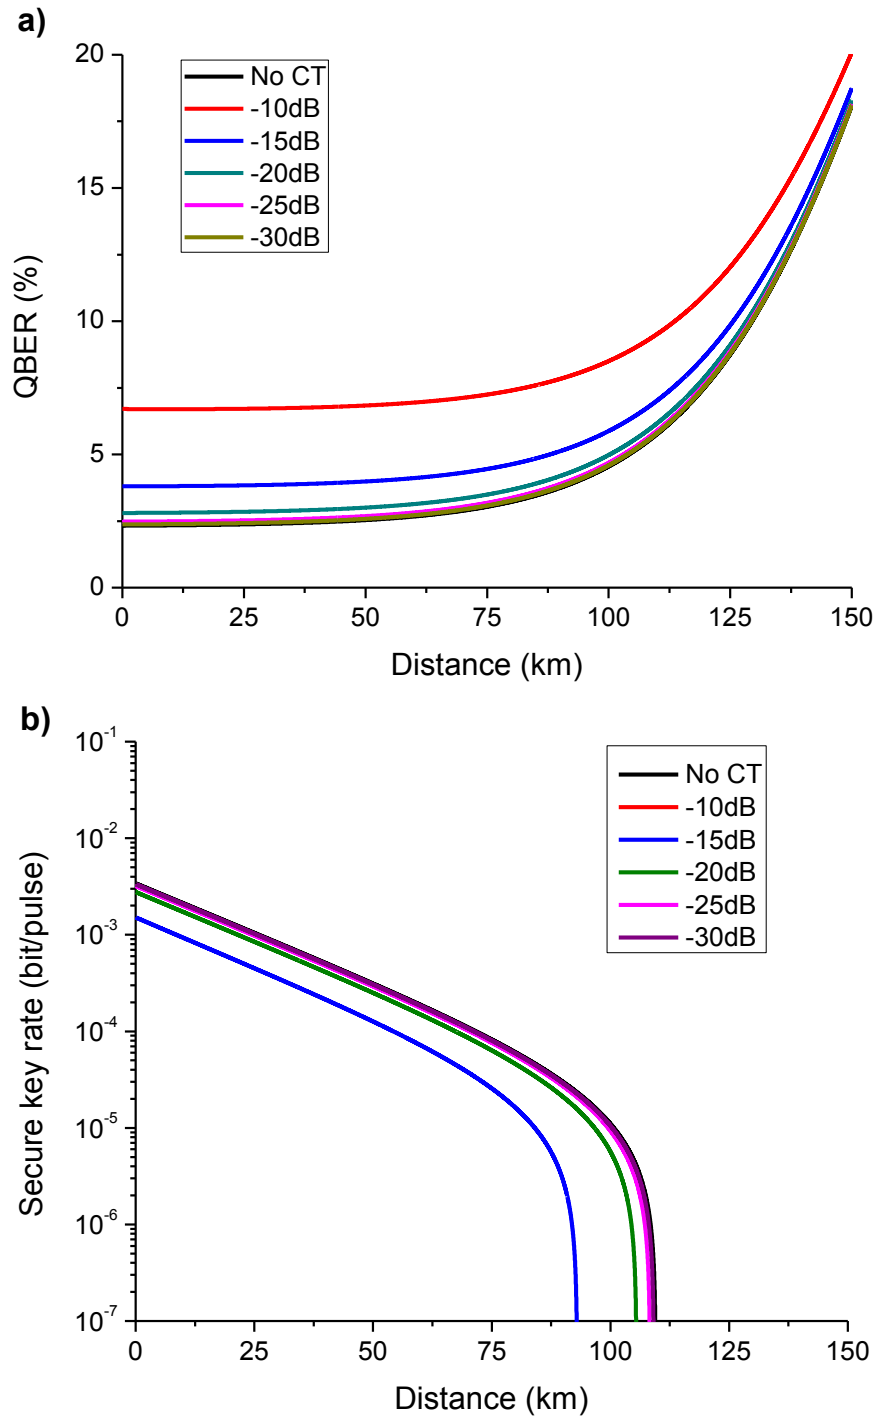 a)
20
15
10
5
0
QBER (%)
No CT
-10dB
-15dB
-20dB
-25dB
-30dB
0 25 50 75 100 125 150
Distance (km)
b)
10⁻¹
10⁻²
10⁻³
10⁻⁴
10⁻⁵
10⁻⁶
10⁻⁷
Secure key rate (bit/pulse)
No CT
-10dB
-15dB
-20dB
-25dB
-30dB
0 25 50 75 100 125 150
Distance (km)